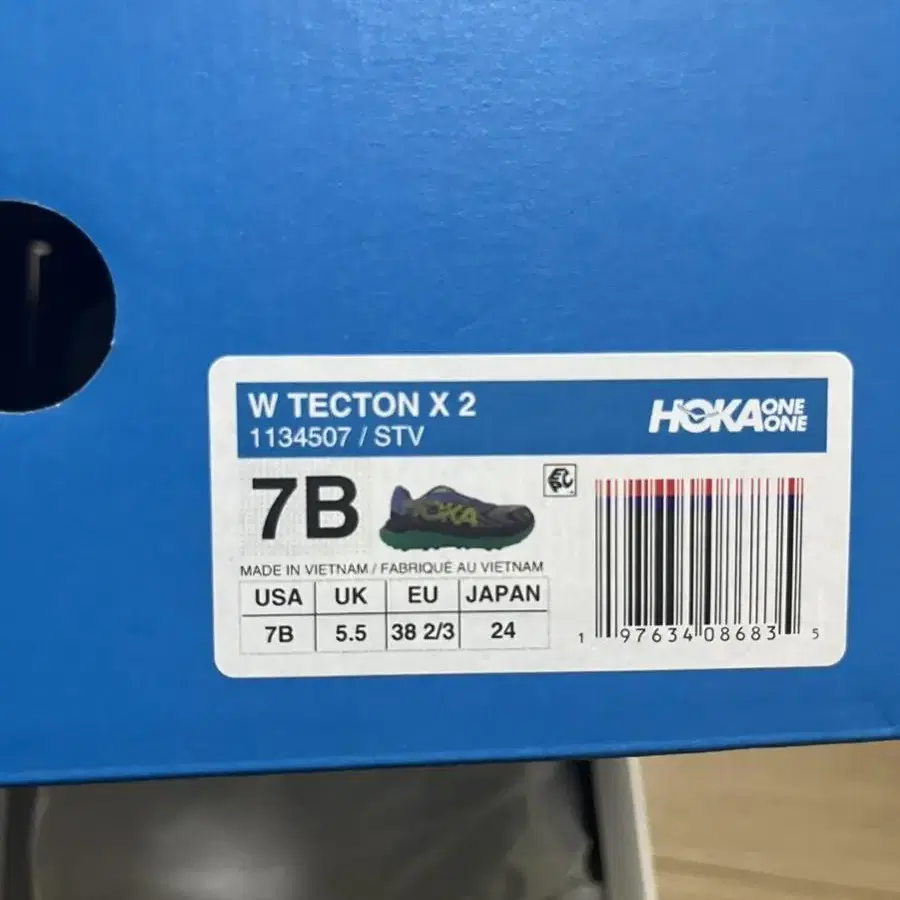 W TECTON X 2
1134507 / STV
HOKA ONE ONE
7B
HOKA
MADE IN VIETNAM / FABRIQUÉ AU VIETNAM
USA UK EU JAPAN
7B 5.5 38 2/3 24
1 97634 08683 5